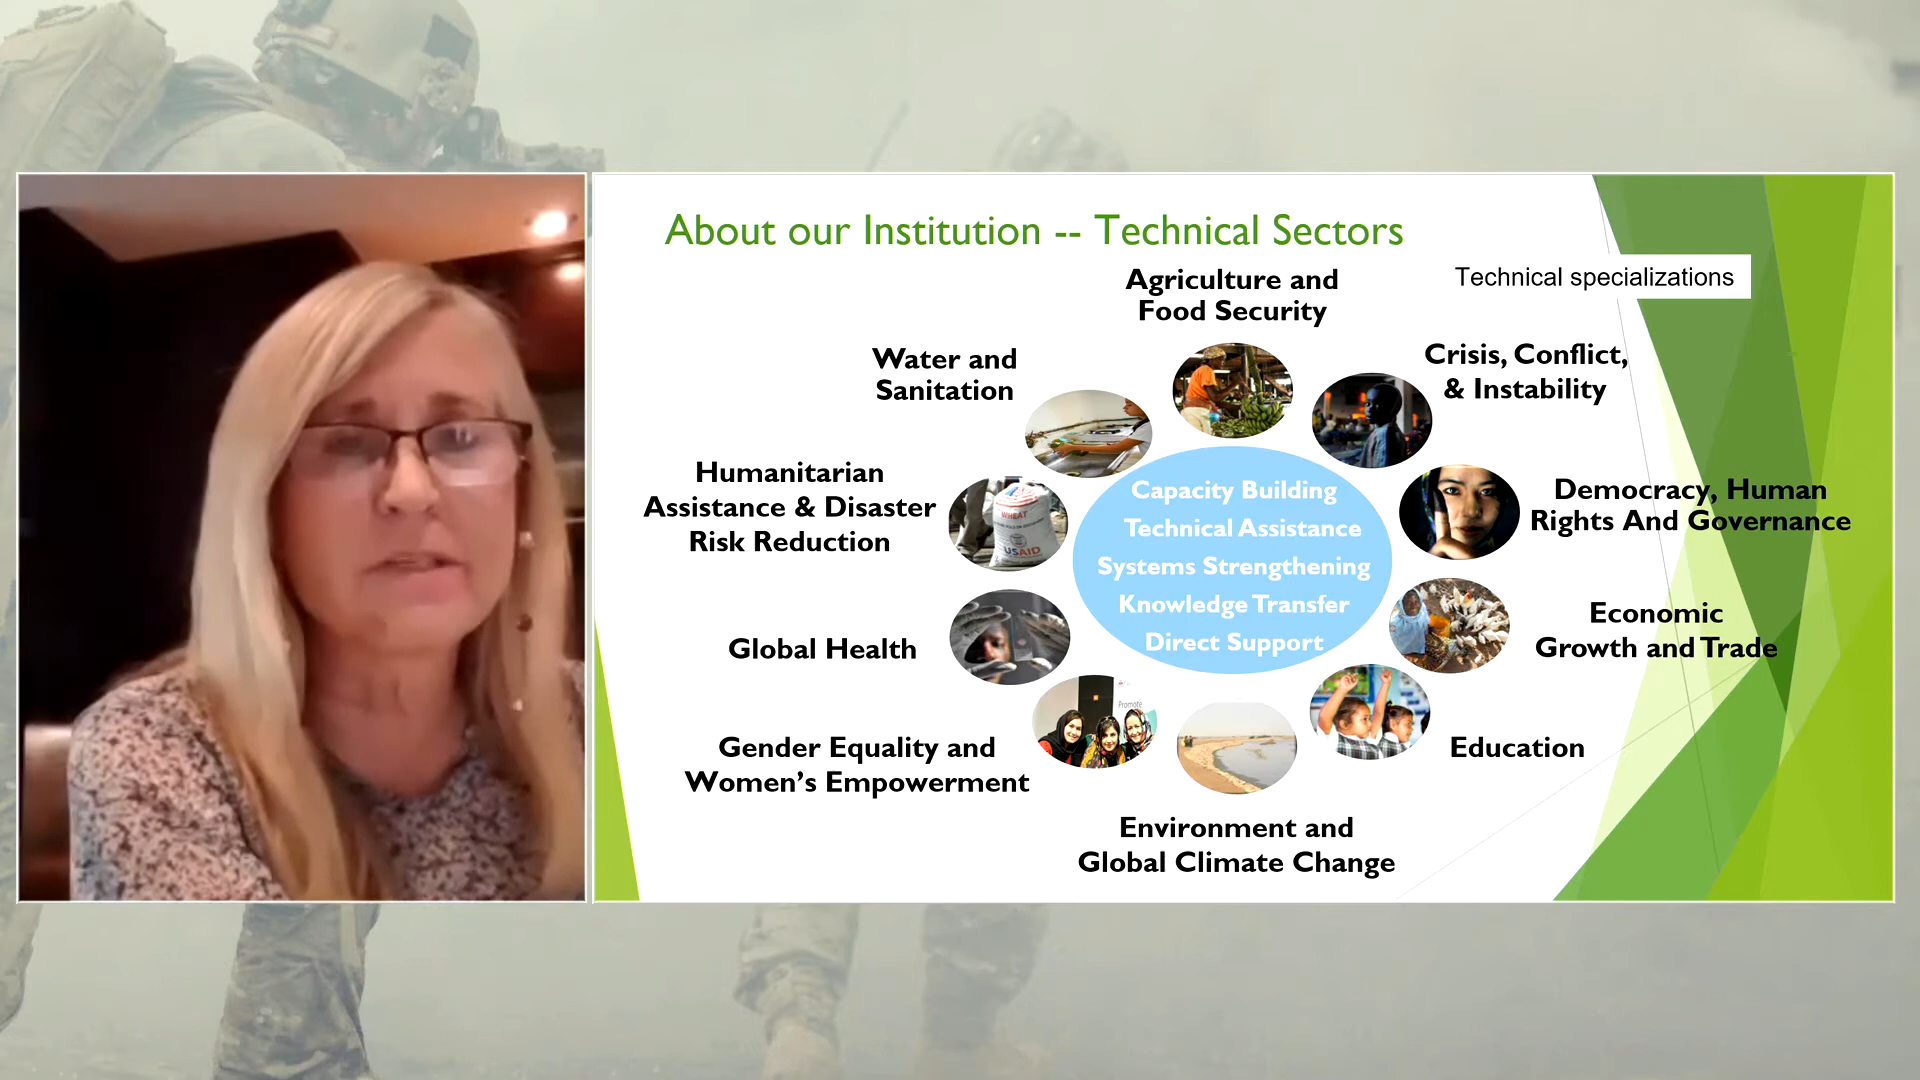 About our Institution -- Technical Sectors
Technical specializations
Agriculture and
Food Security
Crisis, Conflict,
& Instability
Democracy, Human
Rights And Governance
Economic
Growth and Trade
Education
Environment and
Global Climate Change
Gender Equality and
Women's Empowerment
Global Health
Humanitarian
Assistance & Disaster
Risk Reduction
Water and
Sanitation
Capacity Building
Technical Assistance
Systems Strengthening
Knowledge Transfer
Direct Support
WHEAT
USAID
Promote